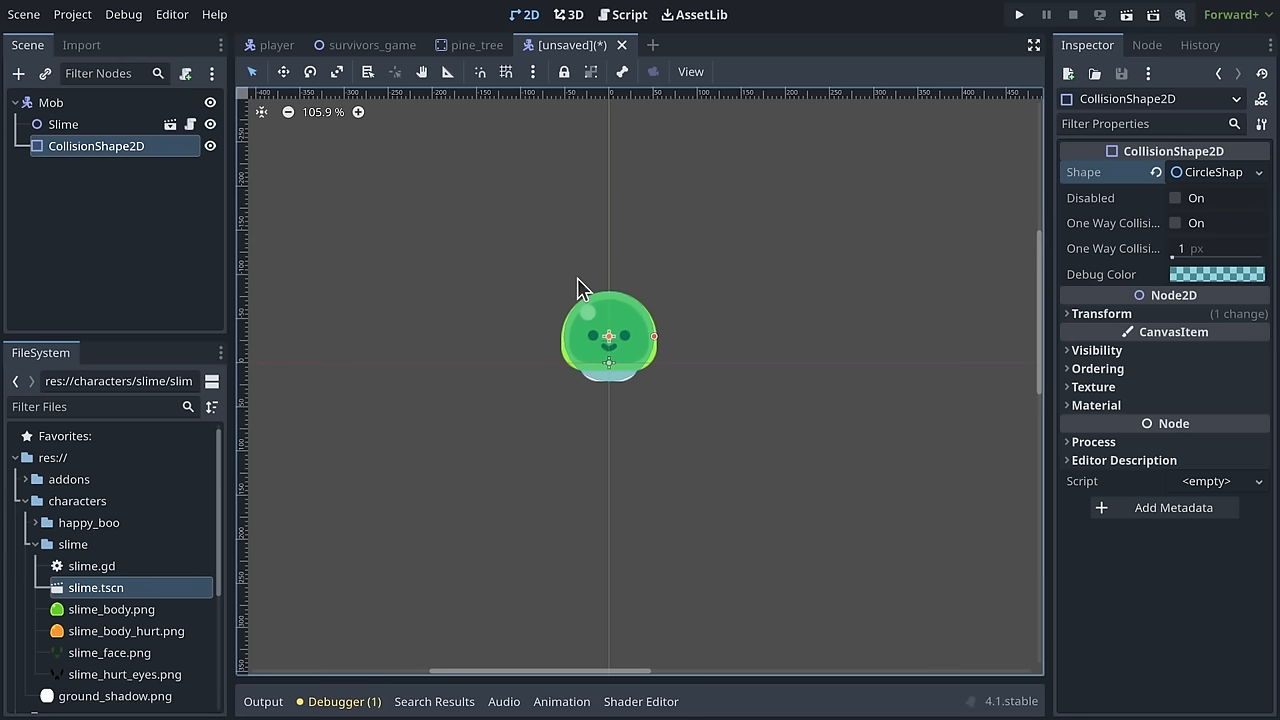 Scene Project Debug Editor Help
2D 3D Script AssetLib
Forward+
Scene Import
Filter Nodes
Mob
Slime
CollisionShape2D
FileSystem
res://characters/slime/slim
Filter Files
Favorites:
res://
addons
characters
happy_boo
slime
slime.gd
slime.tscn
slime_body.png
slime_body_hurt.png
slime_face.png
slime_hurt_eyes.png
ground_shadow.png
player survivors_game pine_tree [unsaved](*)
View
105.9 %
Output Debugger (1) Search Results Audio Animation Shader Editor 4.1.stable
Inspector Node History
CollisionShape2D
Filter Properties
CollisionShape2D
Shape CircleShap
Disabled On
One Way Collisi... On
One Way Collisi... 1 px
Debug Color
Node2D
Transform (1 change)
CanvasItem
Visibility
Ordering
Texture
Material
Node
Process
Editor Description
Script <empty>
Add Metadata